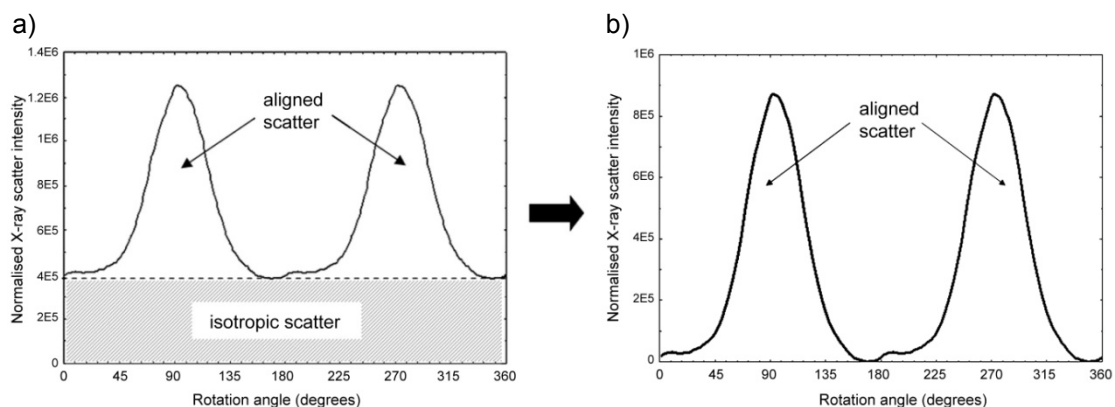 a)
Normalised X-ray scatter intensity
1.4E6
1.2E6
1E6
8E5
6E5
4E5
2E5
0
aligned
scatter
isotropic scatter
0 45 90 135 180 225 270 315 360
Rotation angle (degrees)
b)
Normalised X-ray scatter intensity
1E6
8E5
6E6
4E5
2E5
0
aligned
scatter
0 45 90 135 180 225 270 315 360
Rotation angle (degrees)